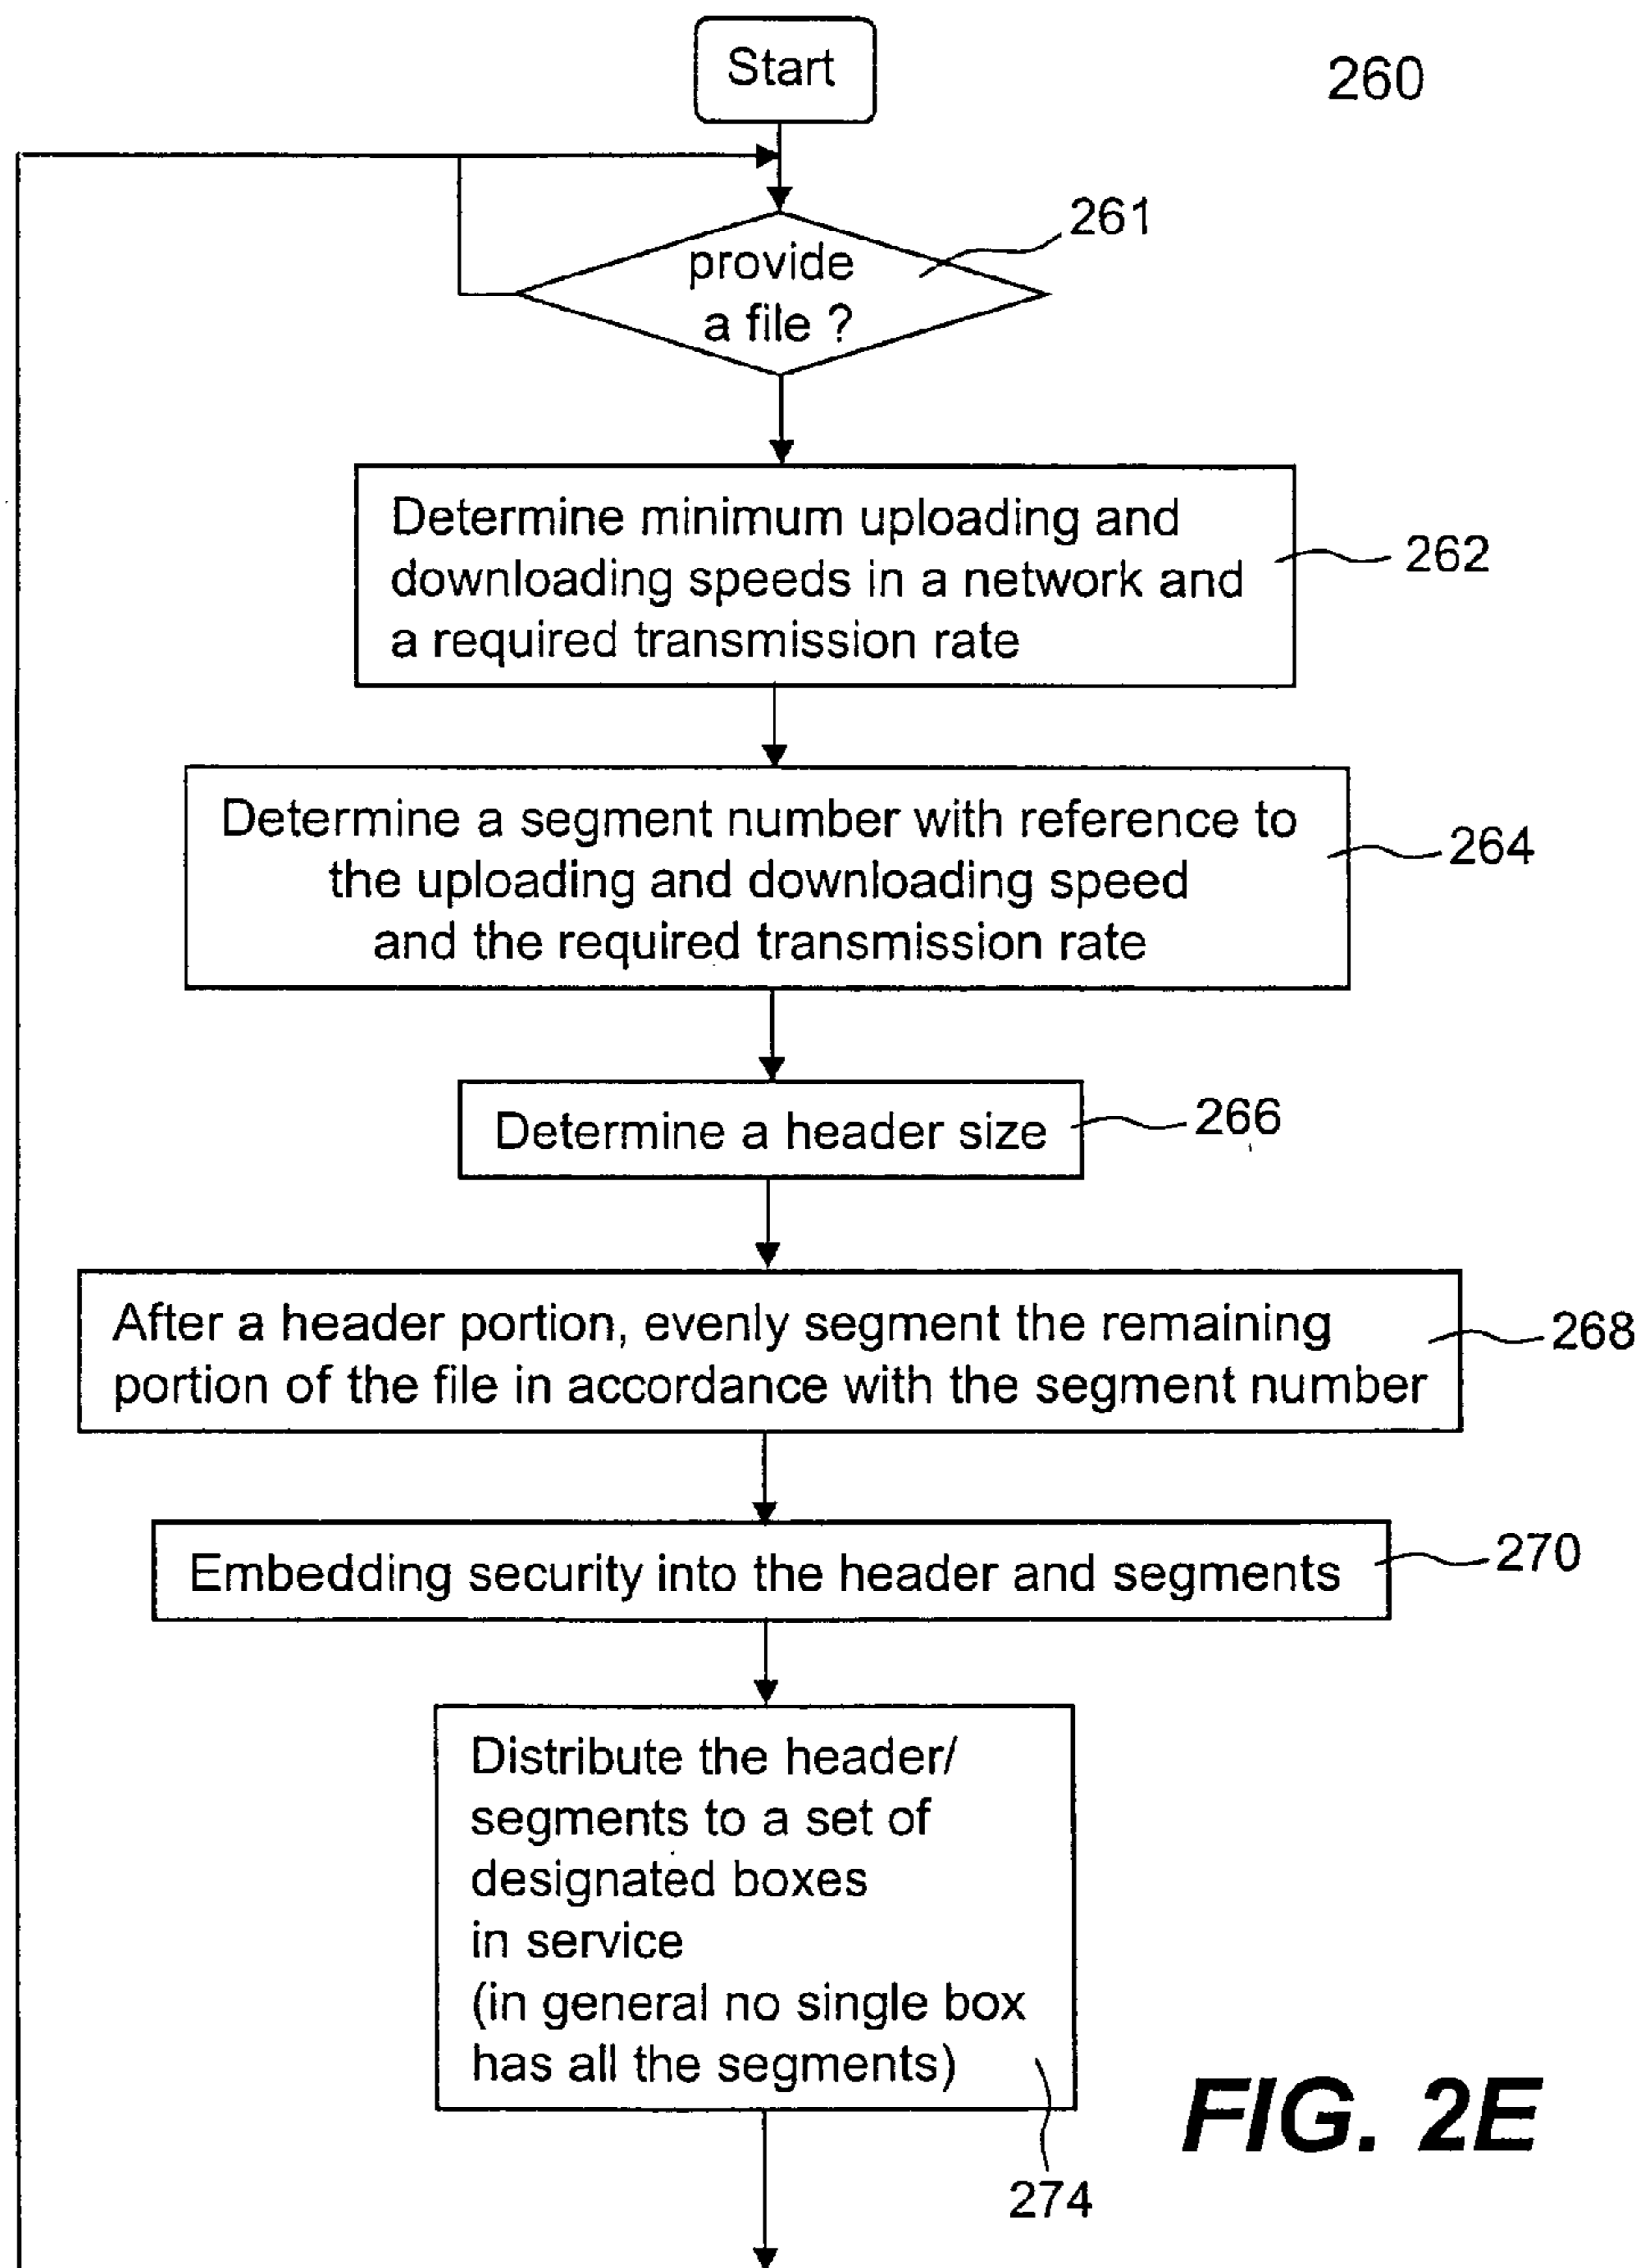 Start
260
provide
a file ?
261
Determine minimum uploading and
downloading speeds in a network and
a required transmission rate
262
Determine a segment number with reference to
the uploading and downloading speed
and the required transmission rate
264
Determine a header size
266
After a header portion, evenly segment the remaining
portion of the file in accordance with the segment number
268
Embedding security into the header and segments
270
Distribute the header/
segments to a set of
designated boxes
in service
(in general no single box
has all the segments)
274
FIG. 2E